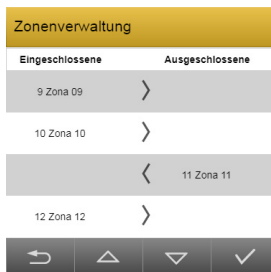 Zonenverwaltung
Eingeschlossene Ausgeschlossene
9 Zona 09
10 Zona 10
11 Zona 11
12 Zona 12